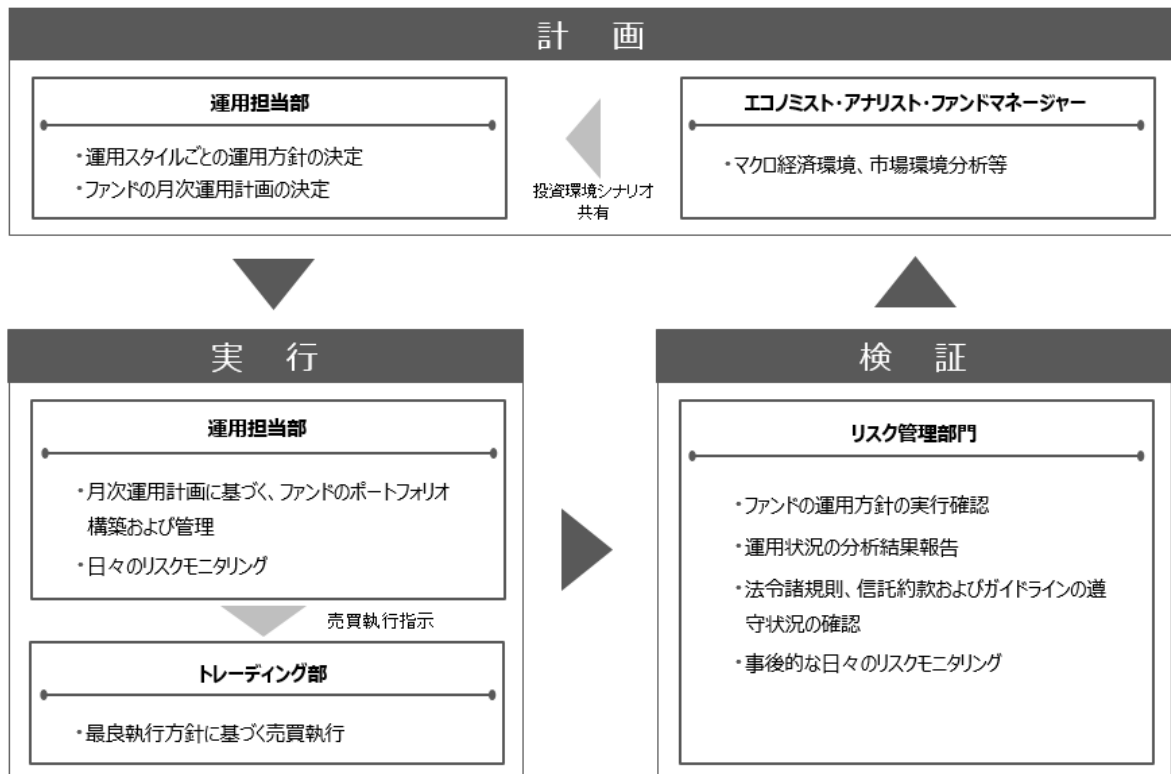 計　画
運用担当部
・運用スタイルごとの運用方針の決定
・ファンドの月次運用計画の決定
投資環境シナリオ
共有
エコノミスト・アナリスト・ファンドマネージャー
・マクロ経済環境、市場環境分析等
実　行
運用担当部
・月次運用計画に基づく、ファンドのポートフォリオ
構築および管理
・日々のリスクモニタリング
売買執行指示
トレーディング部
・最良執行方針に基づく売買執行
検　証
リスク管理部門
・ファンドの運用方針の実行確認
・運用状況の分析結果報告
・法令諸規則、信託約款およびガイドラインの遵
守状況の確認
・事後的な日々のリスクモニタリング